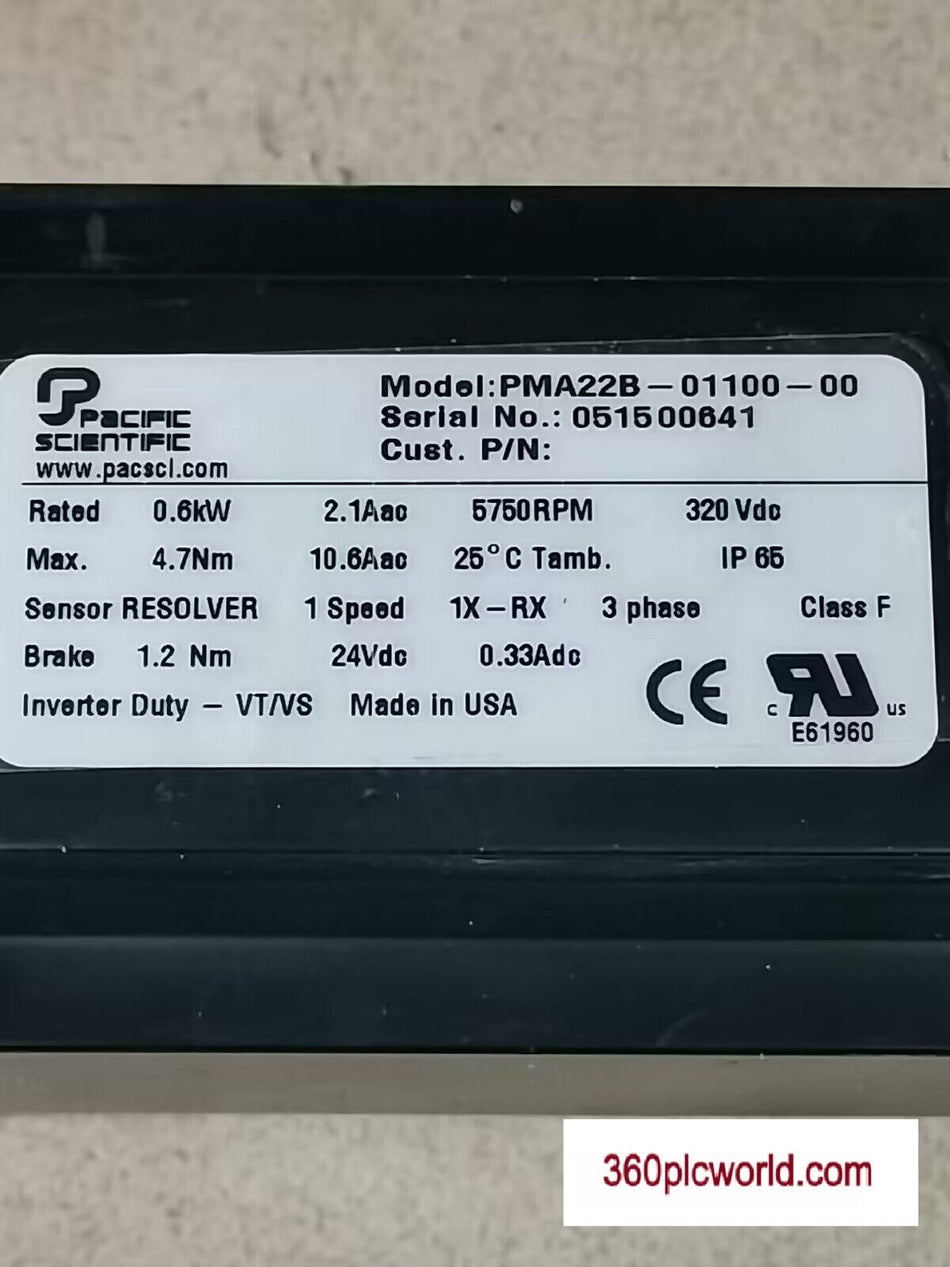 PACIFIC
SCIENTIFIC
www.pacsci.com
Model:PMA22B-01100-00
Serial No.: 051500641
Cust. P/N:
Rated 0.6kW 2.1Aac 5750RPM 320 Vdc
Max. 4.7Nm 10.6Aac 25°C Tamb. IP 65
Sensor RESOLVER 1 Speed 1X-RX 3 phase Class F
Brake 1.2 Nm 24Vdc 0.33Adc
Inverter Duty - VT/VS Made in USA
CE
c RU us
E61960
360plcworld.com